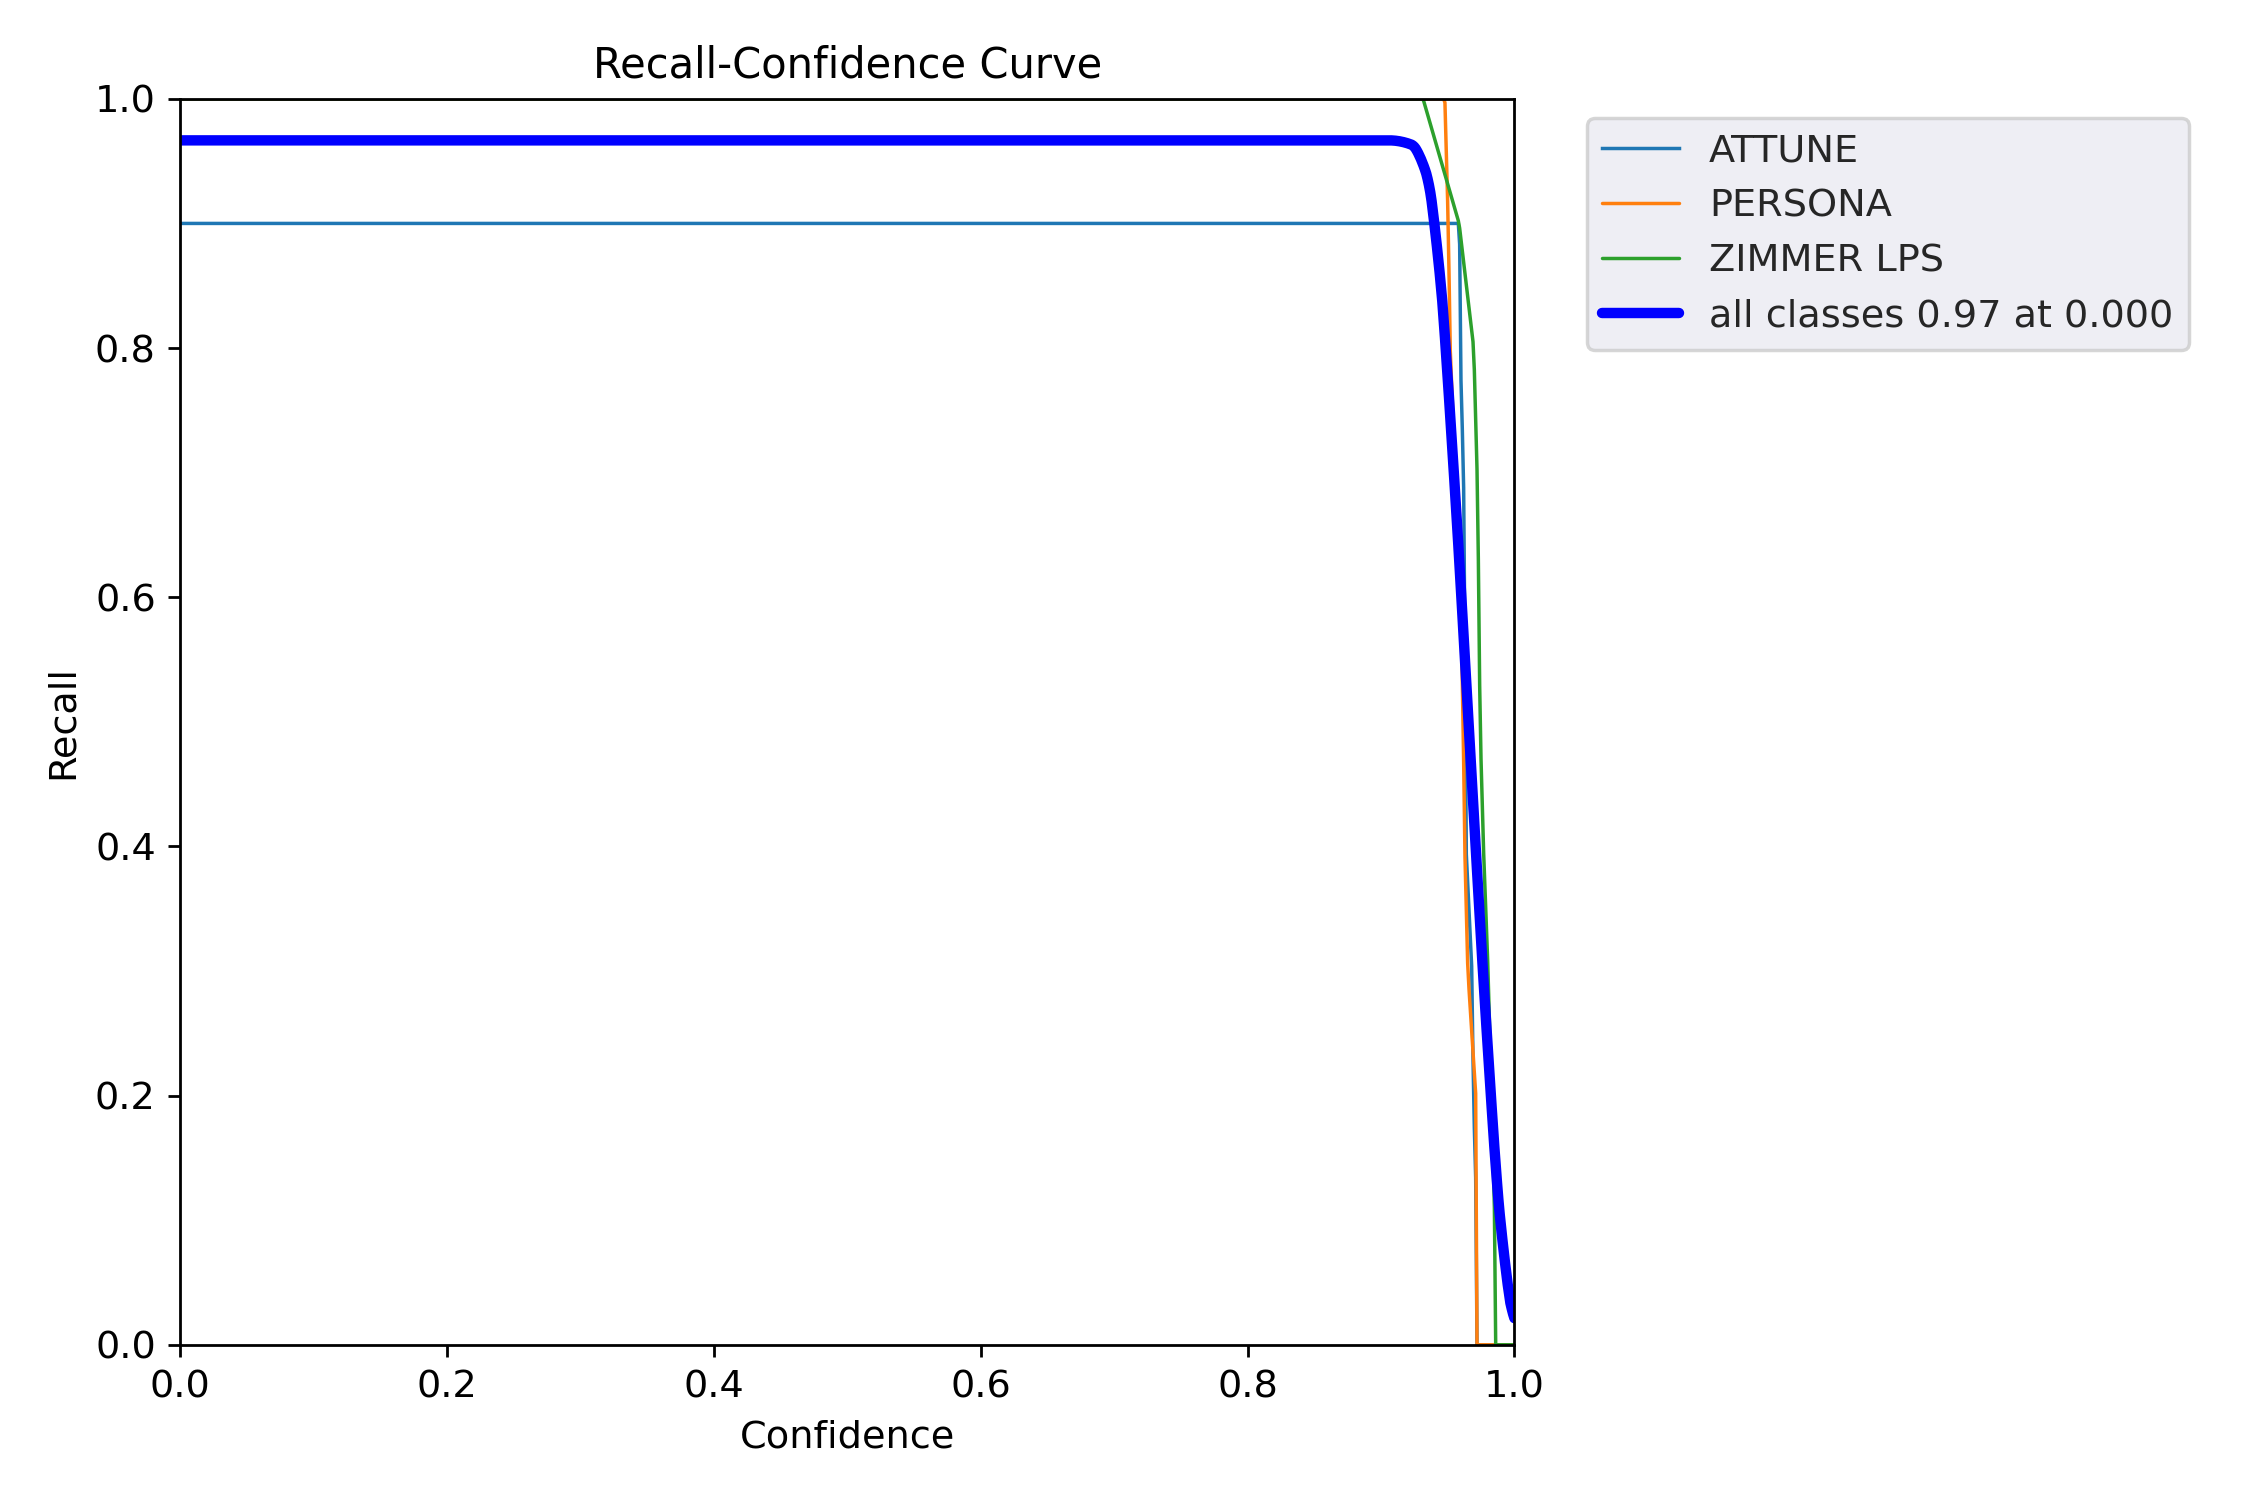 Recall-Confidence Curve
1.0
0.8
0.6
0.4
0.2
0.0
Recall
0.0 0.2 0.4 0.6 0.8 1.0
Confidence
ATTUNE
PERSONA
ZIMMER LPS
all classes 0.97 at 0.000